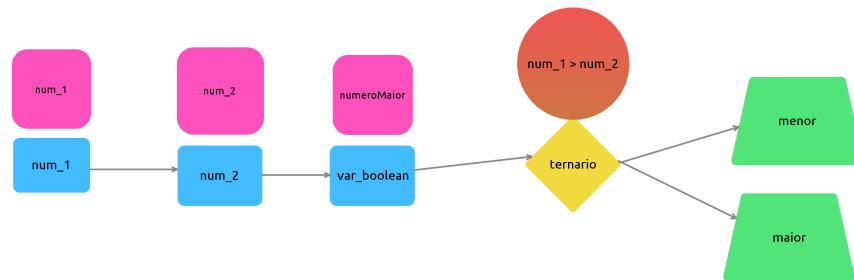 num_1
num_2
numeroMaior
num_1 > num_2
num_1
num_2
var_boolean
ternario
menor
maior